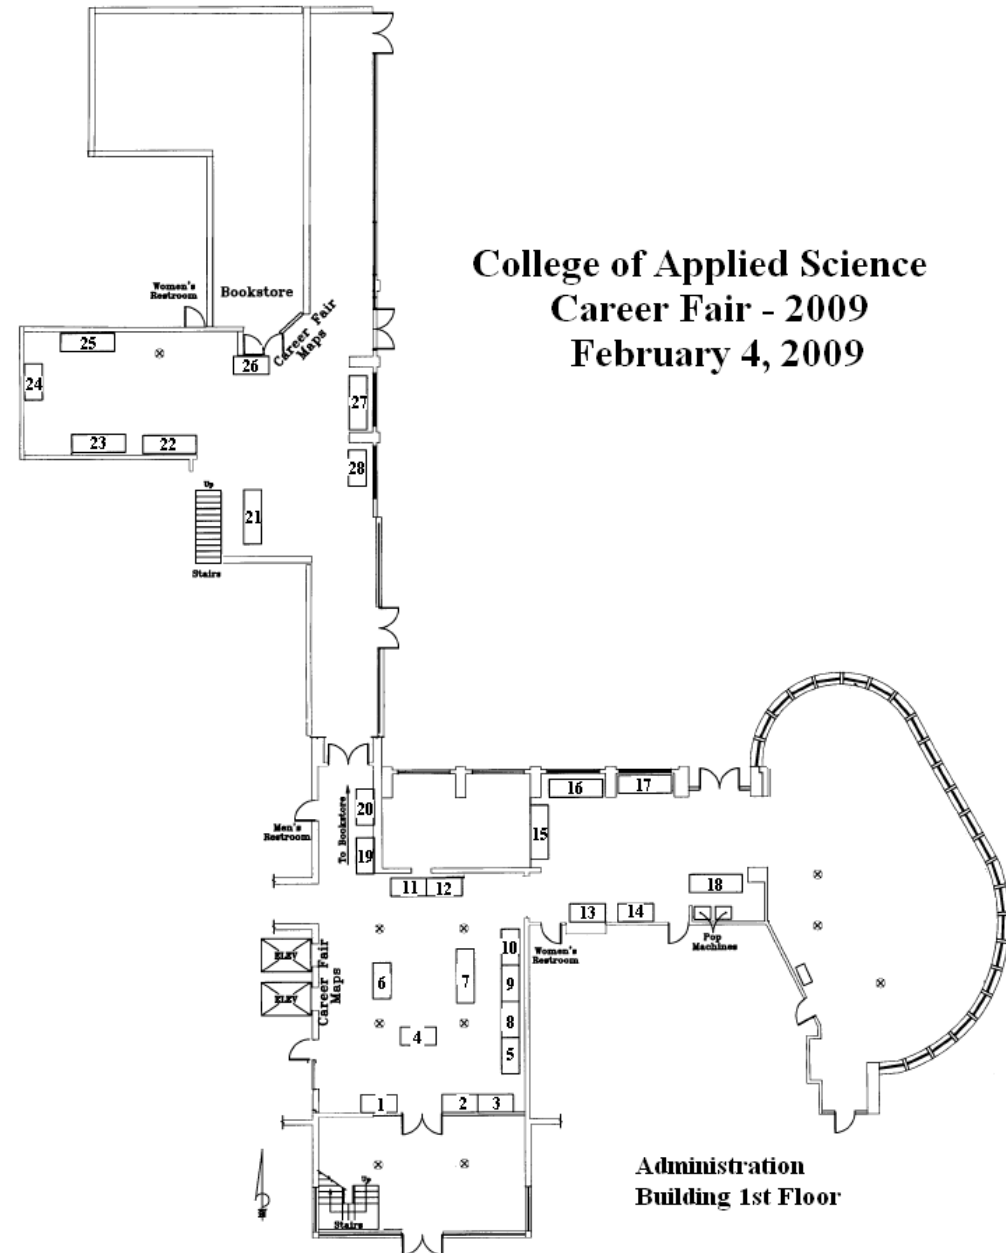 College of Applied Science
Career Fair - 2009
February 4, 2009
Women's
Restroom
Bookstore
Career Fair
Maps
25
26
24
27
23
22
28
Up
21
Stairs
16
17
20
Men's
Restroom
To Bookstore
15
19
11
12
18
13
14
Pop
Machines
Women's
Restroom
10
ELEV
Career Fair
Maps
6
7
9
ELEV
8
4
5
1
2
3
Up
Stairs
Administration
Building 1st Floor